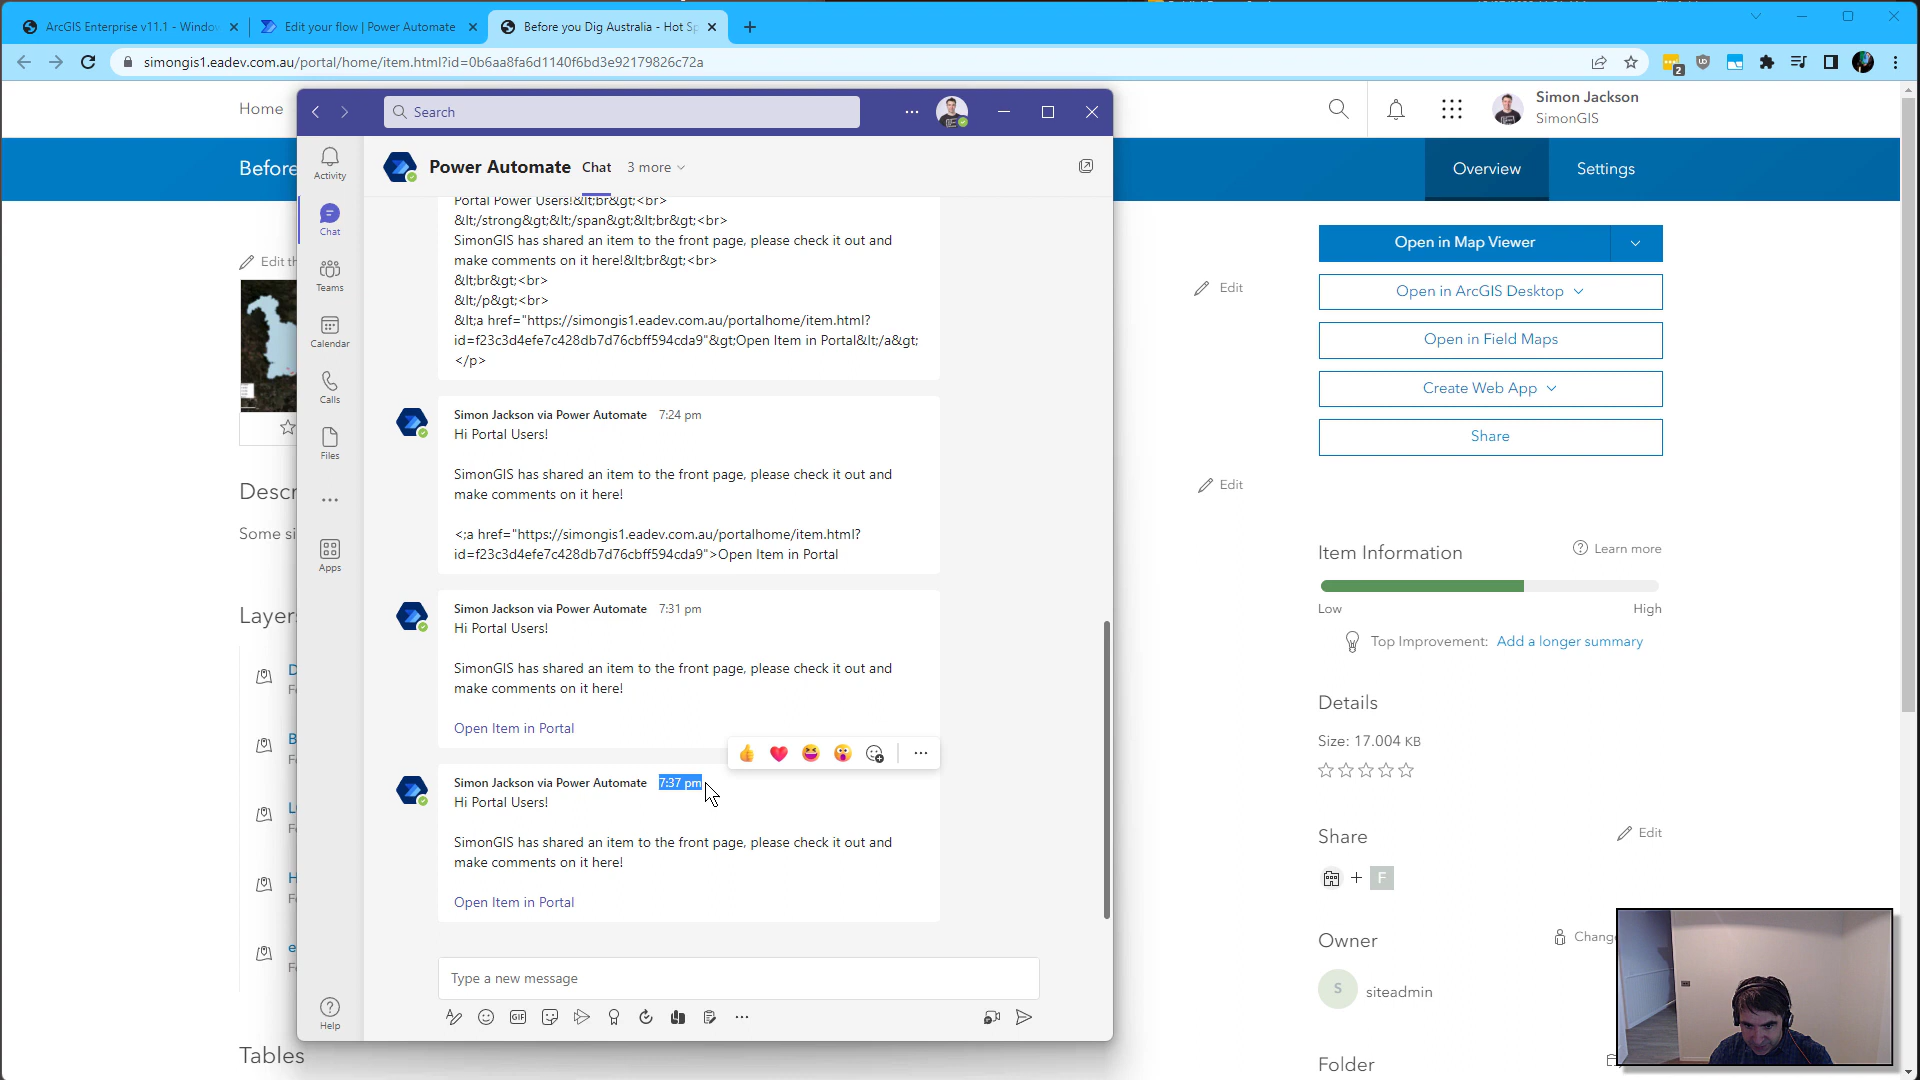 ArcGIS Enterprise v11.1 - Windo
Edit your flow | Power Automate
Before you Dig Australia - Hot Sp
simongis1.eadev.com.au/portal/home/item.html?id=0b6aa8fa6d1140f6bd3e92179826c72a
2
Home
Simon Jackson
SimonGIS
Before
Overview
Settings
Search
Power Automate
Chat
3 more
Activity
Chat
Teams
Calendar
Calls
Files
Apps
Help
Portal Power Users!&lt;br&gt;<br>
&lt;/strong&gt;&lt;/span&gt;&lt;br&gt;<br>
SimonGIS has shared an item to the front page, please check it out and
make comments on it here!&lt;br&gt;<br>
&lt;br&gt;<br>
&lt;/p&gt;<br>
&lt;a href="https://simongis1.eadev.com.au/portalhome/item.html?
id=f23c3d4efe7c428db7d76cbff594cda9"&gt;Open Item in Portal&lt;/a&gt;
</p>
Simon Jackson via Power Automate 7:24 pm
Hi Portal Users!
SimonGIS has shared an item to the front page, please check it out and
make comments on it here!
<;a href="https://simongis1.eadev.com.au/portalhome/item.html?
id=f23c3d4efe7c428db7d76cbff594cda9">Open Item in Portal
Simon Jackson via Power Automate 7:31 pm
Hi Portal Users!
SimonGIS has shared an item to the front page, please check it out and
make comments on it here!
Open Item in Portal
Simon Jackson via Power Automate 7:37 pm
Hi Portal Users!
SimonGIS has shared an item to the front page, please check it out and
make comments on it here!
Open Item in Portal
Type a new message
GIF
Edit th
Descr
Some si
Layers
D
Fe
B
Fe
L
Fe
H
Fe
e
Fe
Tables
Edit
Edit
Open in Map Viewer
Open in ArcGIS Desktop
Open in Field Maps
Create Web App
Share
Item Information
Learn more
Low
High
Top Improvement: Add a longer summary
Details
Size: 17.004 KB
Share
Edit
+ F
Owner
Change
S
siteadmin
Folder